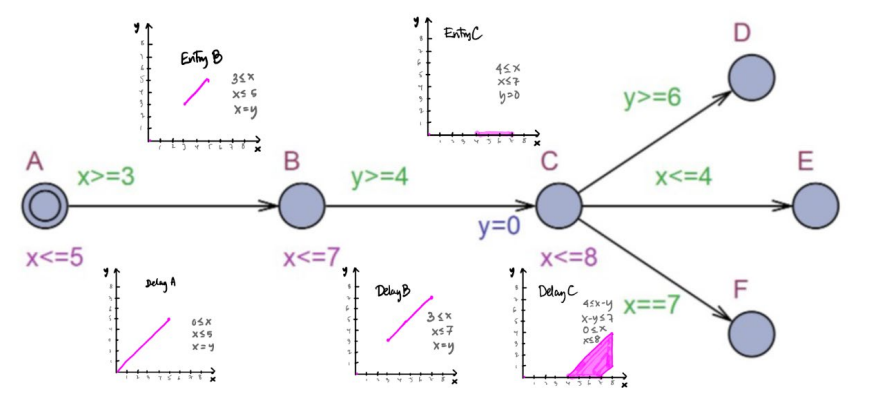 y
Entry B
3≤x
x≤5
x=y
x
y
Entry C
4≤x
x≤7
y=0
x
D
y>=6
A
x>=3
B
y>=4
C
x<=4
E
y=0
x<=5
x<=7
x<=8
x==7
F
y
Delay A
0≤x
x≤5
x=y
x
y
Delay B
3≤x
x≤7
x=y
x
y
Delay C
4≤x-y
x-y≤7
0≤x
x≤8
x